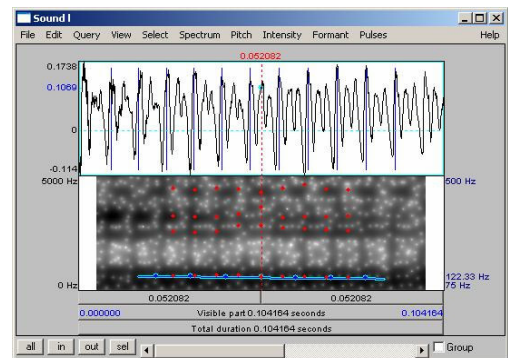 Sound l
File Edit Query View Select Spectrum Pitch Intensity Formant Pulses Help
0.052082
0.1738
0.1069
0
-0.114
5000 Hz 500 Hz
122.33 Hz
0 Hz 75 Hz
0.052082 0.052082
0.000000 Visible part 0.104164 seconds 0.104164
Total duration 0.104164 seconds
all in out sel Group